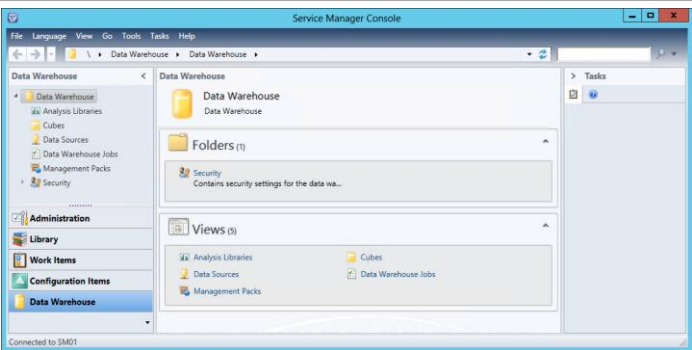 Service Manager Console
File Language View Go Tools Tasks Help
\ Data Warehouse Data Warehouse
Data Warehouse
Data Warehouse
Analysis Libraries
Cubes
Data Sources
Data Warehouse Jobs
Management Packs
Security
Administration
Library
Work Items
Configuration Items
Data Warehouse
Data Warehouse
Data Warehouse
Data Warehouse
Folders (1)
Security
Contains security settings for the data wa...
Views (5)
Analysis Libraries
Cubes
Data Sources
Data Warehouse Jobs
Management Packs
Tasks
Connected to SM01